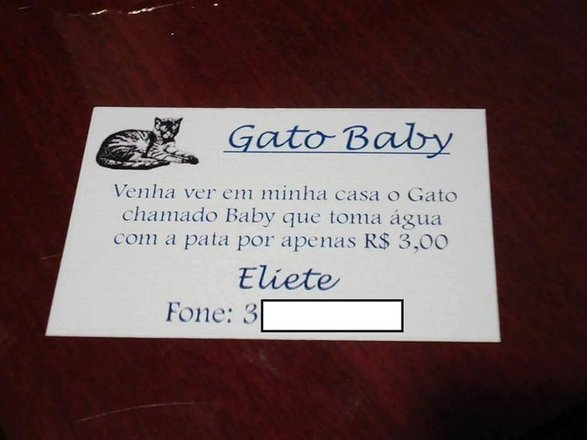 Gato Baby
Venha ver em minha casa o Gato
chamado Baby que toma água
com a pata por apenas R$ 3,00
Eliete
Fone: 3